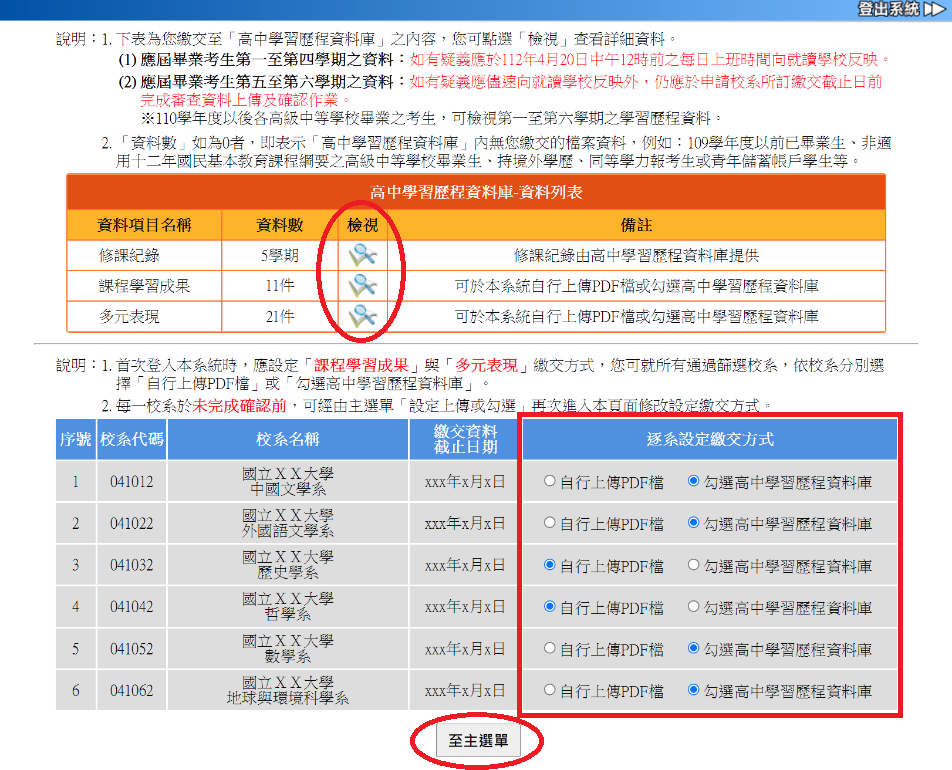 登出系統
說明：1. 下表為您繳交至「高中學習歷程資料庫」之內容，您可點選「檢視」查看詳細資料。
(1) 應屆畢業考生第一至第四學期之資料：如有疑義應於112年4月20日中午12時前之每日上班時間向就讀學校反映。
(2) 應屆畢業考生第五至第六學期之資料：如有疑義應儘速向就讀學校反映外，仍應於申請校系所訂繳交截止日前
完成審查資料上傳及確認作業。
※110學年度以後各高級中等學校畢業之考生，可檢視第一至第六學期之學習歷程資料。
2. 「資料數」如為0者，即表示「高中學習歷程資料庫」內無您繳交的檔案資料，例如：109學年度以前已畢業生、非適
用十二年國民基本教育課程綱要之高級中等學校畢業生、持境外學歷、同等學力報考生或青年儲蓄帳戶學生等。
高中學習歷程資料庫-資料列表
資料項目名稱 資料數 檢視 備註
修課紀錄 5學期 修課紀錄由高中學習歷程資料庫提供
課程學習成果 11件 可於本系統自行上傳PDF檔或勾選高中學習歷程資料庫
多元表現 21件 可於本系統自行上傳PDF檔或勾選高中學習歷程資料庫
說明：1. 首次登入本系統時，應設定「課程學習成果」與「多元表現」繳交方式，您可就所有通過篩選校系，依校系分別選
擇「自行上傳PDF檔」或「勾選高中學習歷程資料庫」。
2. 每一校系於未完成確認前，可經由主選單「設定上傳或勾選」再次進入本頁面修改設定繳交方式。
序號 校系代碼 校系名稱 繳交資料 逐系設定繳交方式
截止日期
1 041012 國立ＸＸ大學 xxx年x月x日 自行上傳PDF檔 勾選高中學習歷程資料庫
中國文學系
2 041022 國立ＸＸ大學 xxx年x月x日 自行上傳PDF檔 勾選高中學習歷程資料庫
外國語文學系
3 041032 國立ＸＸ大學 xxx年x月x日 自行上傳PDF檔 勾選高中學習歷程資料庫
歷史學系
4 041042 國立ＸＸ大學 xxx年x月x日 自行上傳PDF檔 勾選高中學習歷程資料庫
哲學系
5 041052 國立ＸＸ大學 xxx年x月x日 自行上傳PDF檔 勾選高中學習歷程資料庫
數學系
6 041062 國立ＸＸ大學 xxx年x月x日 自行上傳PDF檔 勾選高中學習歷程資料庫
地球與環境科學系
至主選單